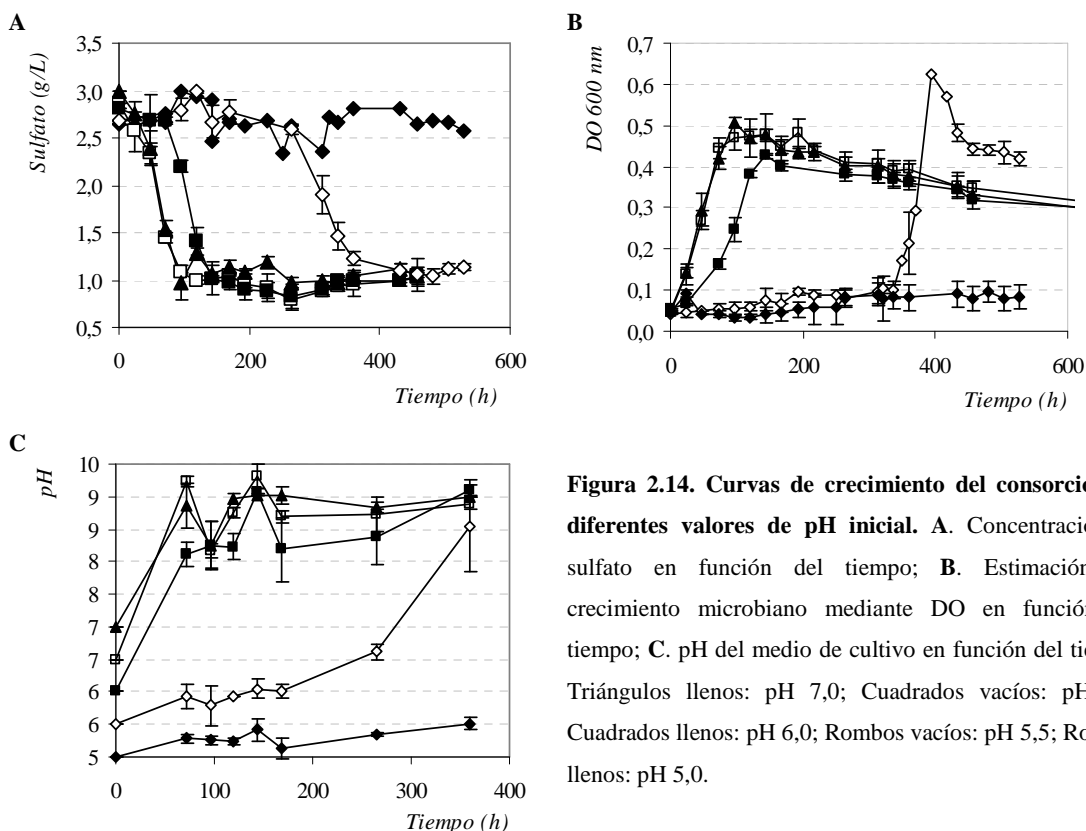 A
Sulfato (g/L)
3,5
3,0
2,5
2,0
1,5
1,0
0,5
0
200
400
600
Tiempo (h)
B
DO 600 nm
0,7
0,6
0,5
0,4
0,3
0,2
0,1
0,0
0
200
400
600
Tiempo (h)
C
pH
10
9
9
8
8
7
7
6
6
5
0
100
200
300
400
Tiempo (h)
Figura 2.14. Curvas de crecimiento del consorcio
diferentes valores de pH inicial. A. Concentració
sulfato en función del tiempo; B. Estimación
crecimiento microbiano mediante DO en función
tiempo; C. pH del medio de cultivo en función del tie
Triángulos llenos: pH 7,0; Cuadrados vacíos: pH
Cuadrados llenos: pH 6,0; Rombos vacíos: pH 5,5; Ro
llenos: pH 5,0.